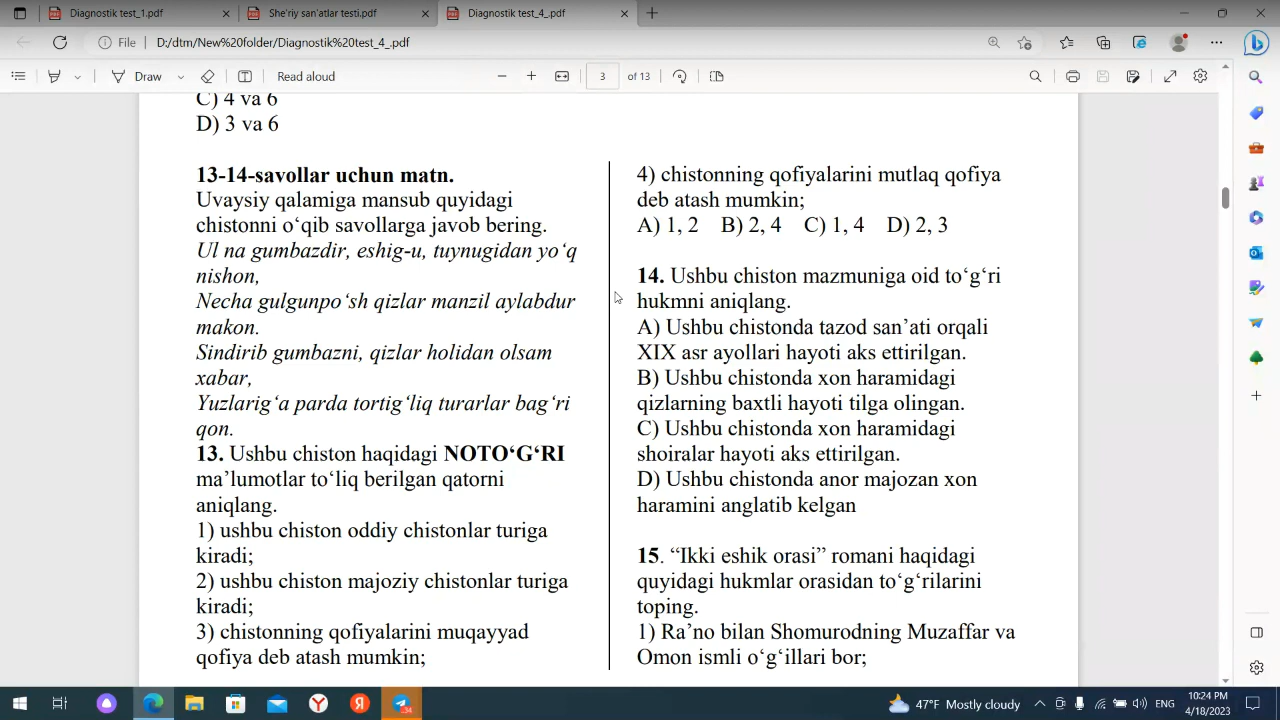 Diagnostik test_1.pdf
She'riy san'atlar testi.pdf
Diagnostik test_4_.pdf
File
D:/dtm/New%20folder/Diagnostik%20test_4_.pdf
Draw
Read aloud
3
of 13
C) 4 va 6
D) 3 va 6
13-14-savollar uchun matn.
Uvaysiy qalamiga mansub quyidagi
chistonni o‘qib savollarga javob bering.
Ul na gumbazdir, eshig-u, tuynugidan yo‘q
nishon,
Necha gulgunpo‘sh qizlar manzil aylabdur
makon.
Sindirib gumbazni, qizlar holidan olsam
xabar,
Yuzlarig‘a parda tortig‘liq turarlar bag‘ri
qon.
13. Ushbu chiston haqidagi NOTO‘G‘RI
ma’lumotlar to‘liq berilgan qatorni
aniqlang.
1) ushbu chiston oddiy chistonlar turiga
kiradi;
2) ushbu chiston majoziy chistonlar turiga
kiradi;
3) chistonning qofiyalarini muqayyad
qofiya deb atash mumkin;
4) chistonning qofiyalarini mutlaq qofiya
deb atash mumkin;
A) 1, 2 B) 2, 4 C) 1, 4 D) 2, 3
14. Ushbu chiston mazmuniga oid to‘g‘ri
hukmni aniqlang.
A) Ushbu chistonda tazod san’ati orqali
XIX asr ayollari hayoti aks ettirilgan.
B) Ushbu chistonda xon haramidagi
qizlarning baxtli hayoti tilga olingan.
C) Ushbu chistonda xon haramidagi
shoiralar hayoti aks ettirilgan.
D) Ushbu chistonda anor majozan xon
haramini anglatib kelgan
15. “Ikki eshik orasi” romani haqidagi
quyidagi hukmlar orasidan to‘g‘rilarini
toping.
1) Ra’no bilan Shomurodning Muzaffar va
Omon ismli o‘g‘illari bor;
47°F Mostly cloudy
ENG
10:24 PM
4/18/2023